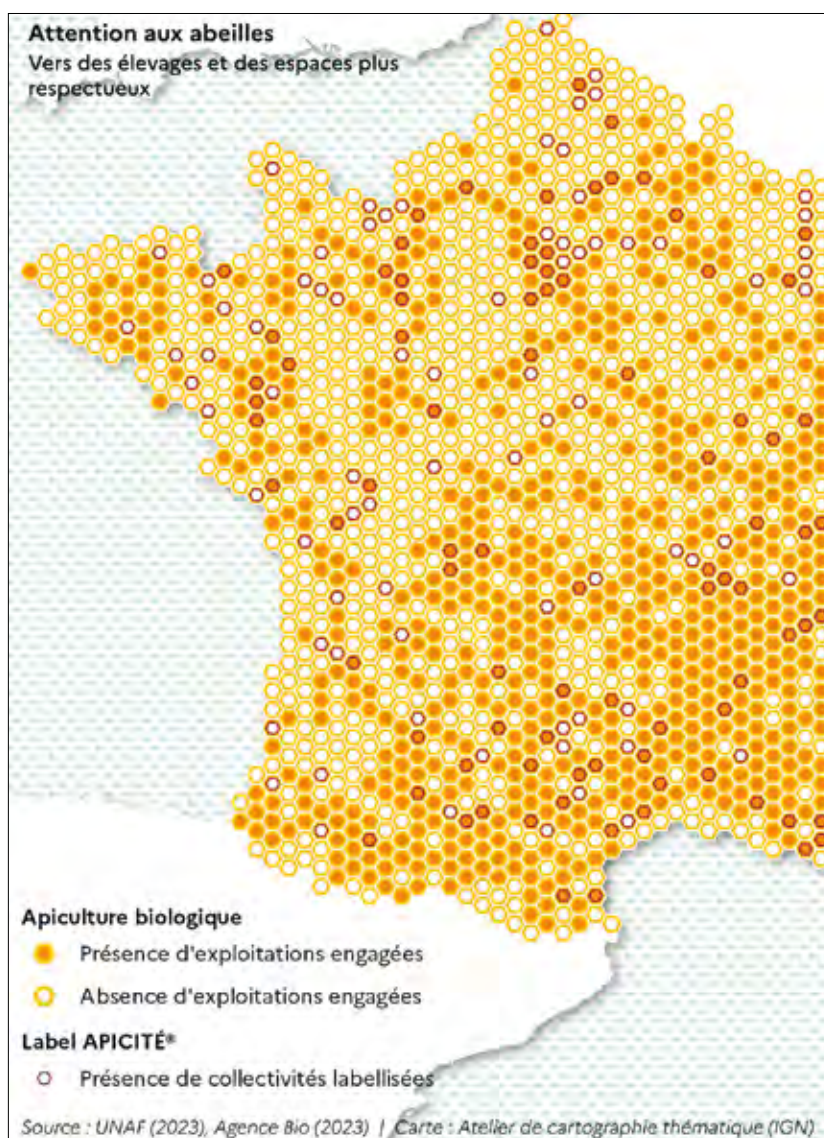 Attention aux abeilles
Vers des élevages et des espaces plus
respectueux
Apiculture biologique
Présence d'exploitations engagées
Absence d'exploitations engagées
Label APICITÉ®
Présence de collectivités labellisées
Source : UNAF (2023), Agence Bio (2023) | Carte : Atelier de cartographie thématique (IGN)